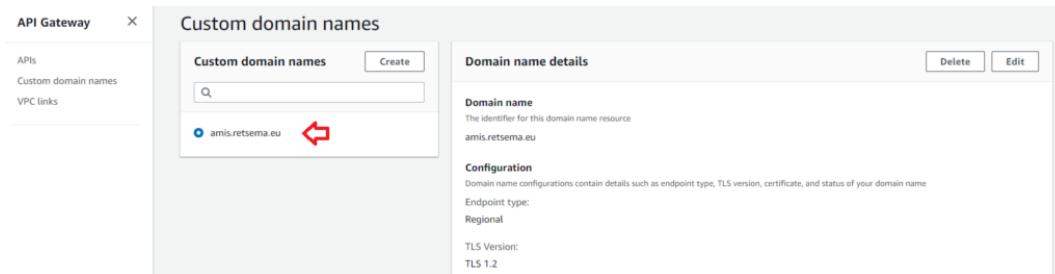 API Gateway
APIs
Custom domain names
VPC links
Custom domain names
Custom domain names
Create
amis.retsema.eu
Domain name details
Delete
Edit
Domain name
The identifier for this domain name resource
amis.retsema.eu
Configuration
Domain name configurations contain details such as endpoint type, TLS version, certificate, and status of your domain name
Endpoint type:
Regional
TLS Version:
TLS 1.2